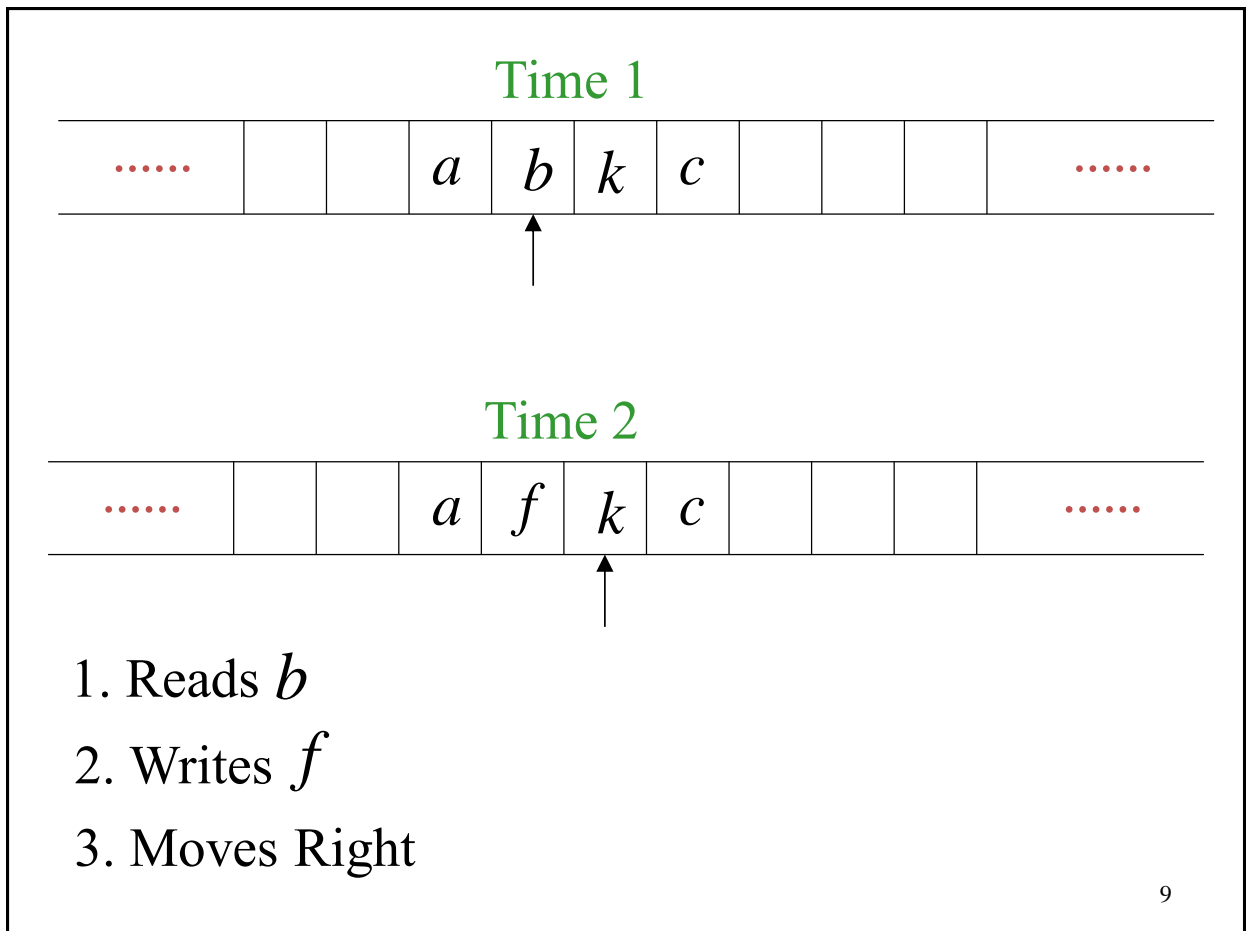 Time 1
...... a b k c ......
Time 2
...... a f k c ......
1. Reads b
2. Writes f
3. Moves Right
9